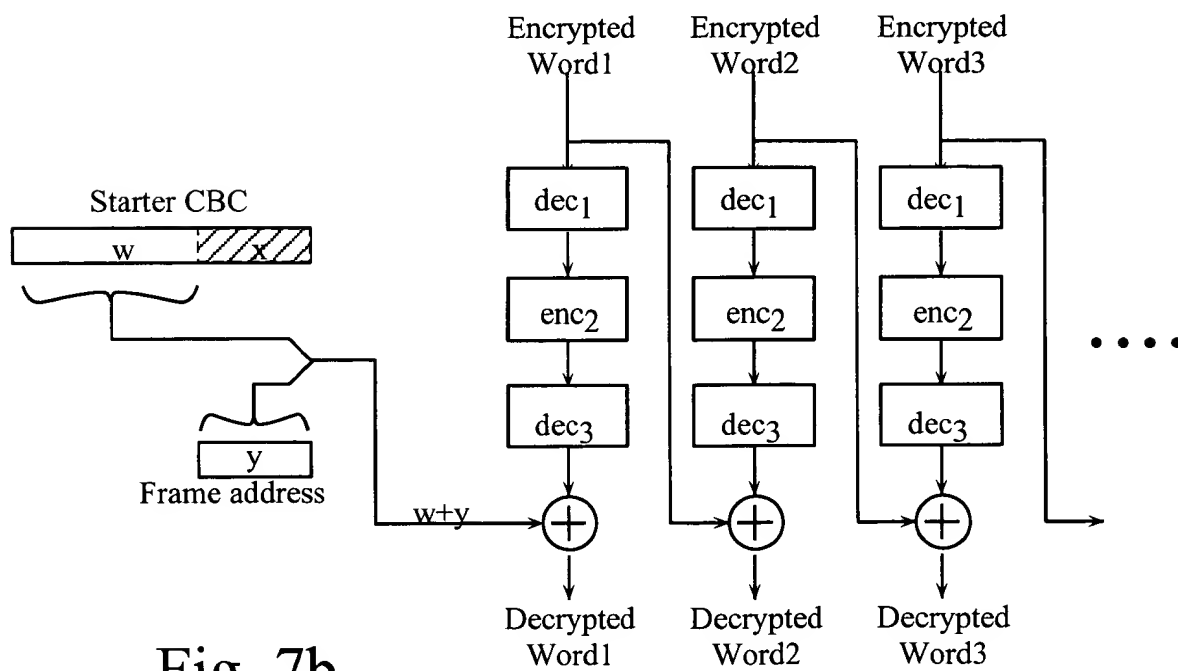 Encrypted
Word1
Encrypted
Word2
Encrypted
Word3
Starter CBC
w
x
dec1
dec1
dec1
enc2
enc2
enc2
dec3
dec3
dec3
y
Frame address
w+y
Decrypted
Word1
Decrypted
Word2
Decrypted
Word3
Fig. 7b